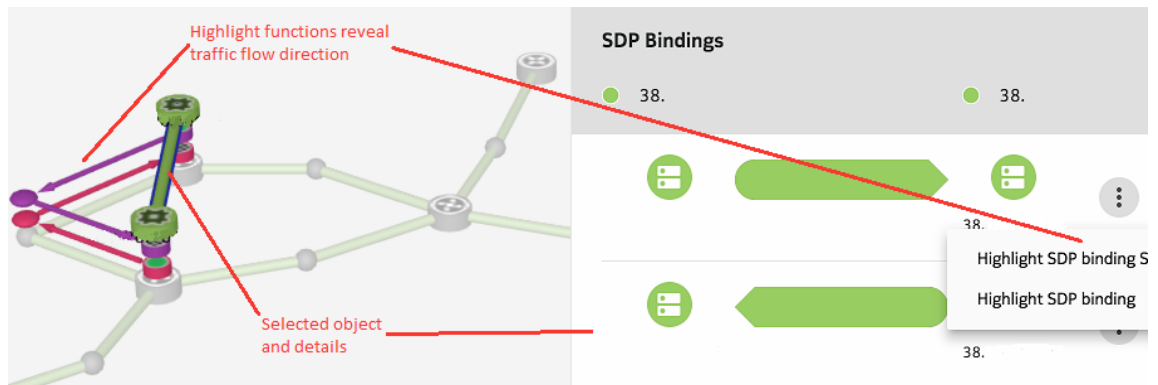 Highlight functions reveal
traffic flow direction
SDP Bindings
38.
38.
38.
Highlight SDP binding S
Highlight SDP binding
Selected object
and details
38.